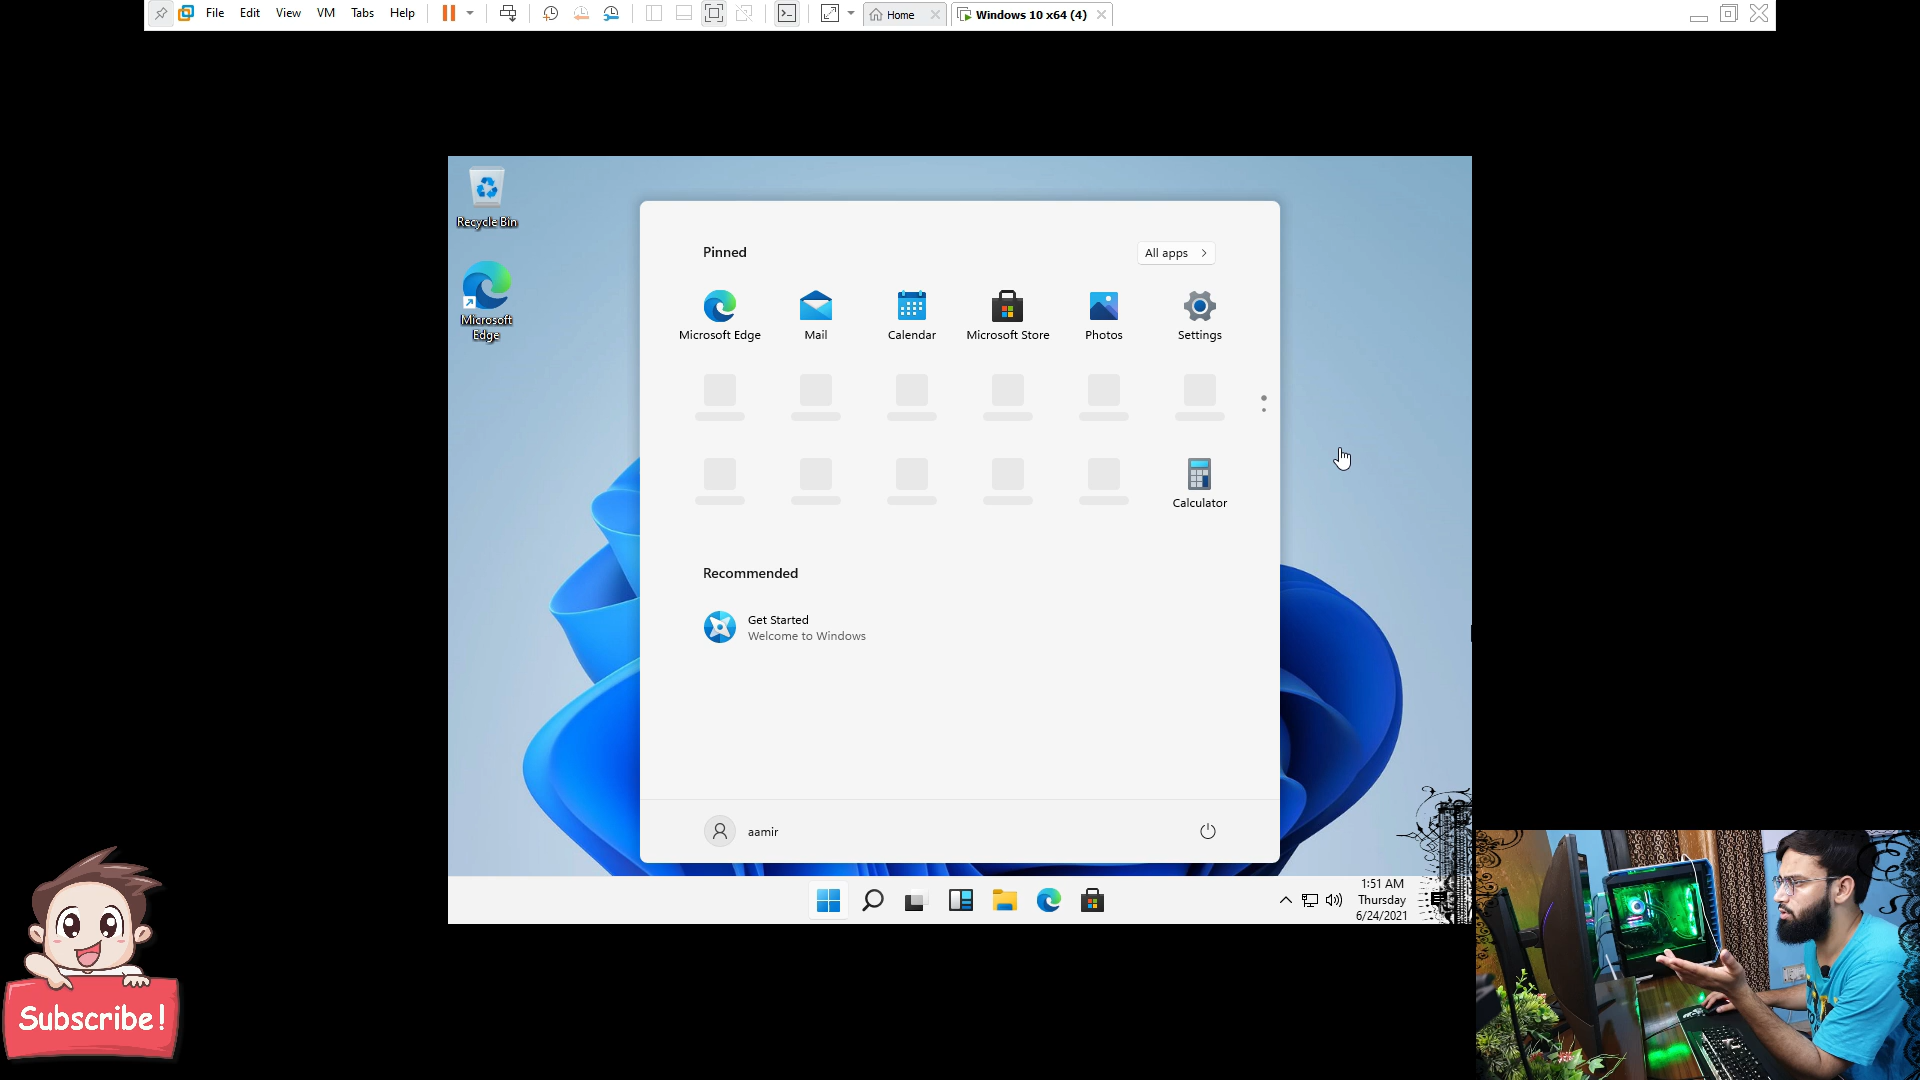 File Edit View VM Tabs Help Home Windows 10 x64 (4)
Recycle Bin
Microsoft
Edge
Pinned All apps
Microsoft Edge Mail Calendar Microsoft Store Photos Settings
Calculator
Recommended
Get Started
Welcome to Windows
aamir
1:51 AM
Thursday
6/24/2021
Subscribe!